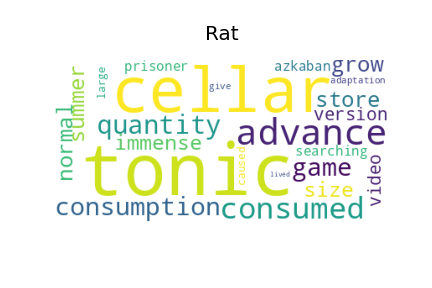 Rat
prisoner
azkaban
grow
large
give
adaptation
summer
cellar
store
version
quantity
advance
normal
immense
searching
tonic
caused
game
video
lived
size
consumption
consumed